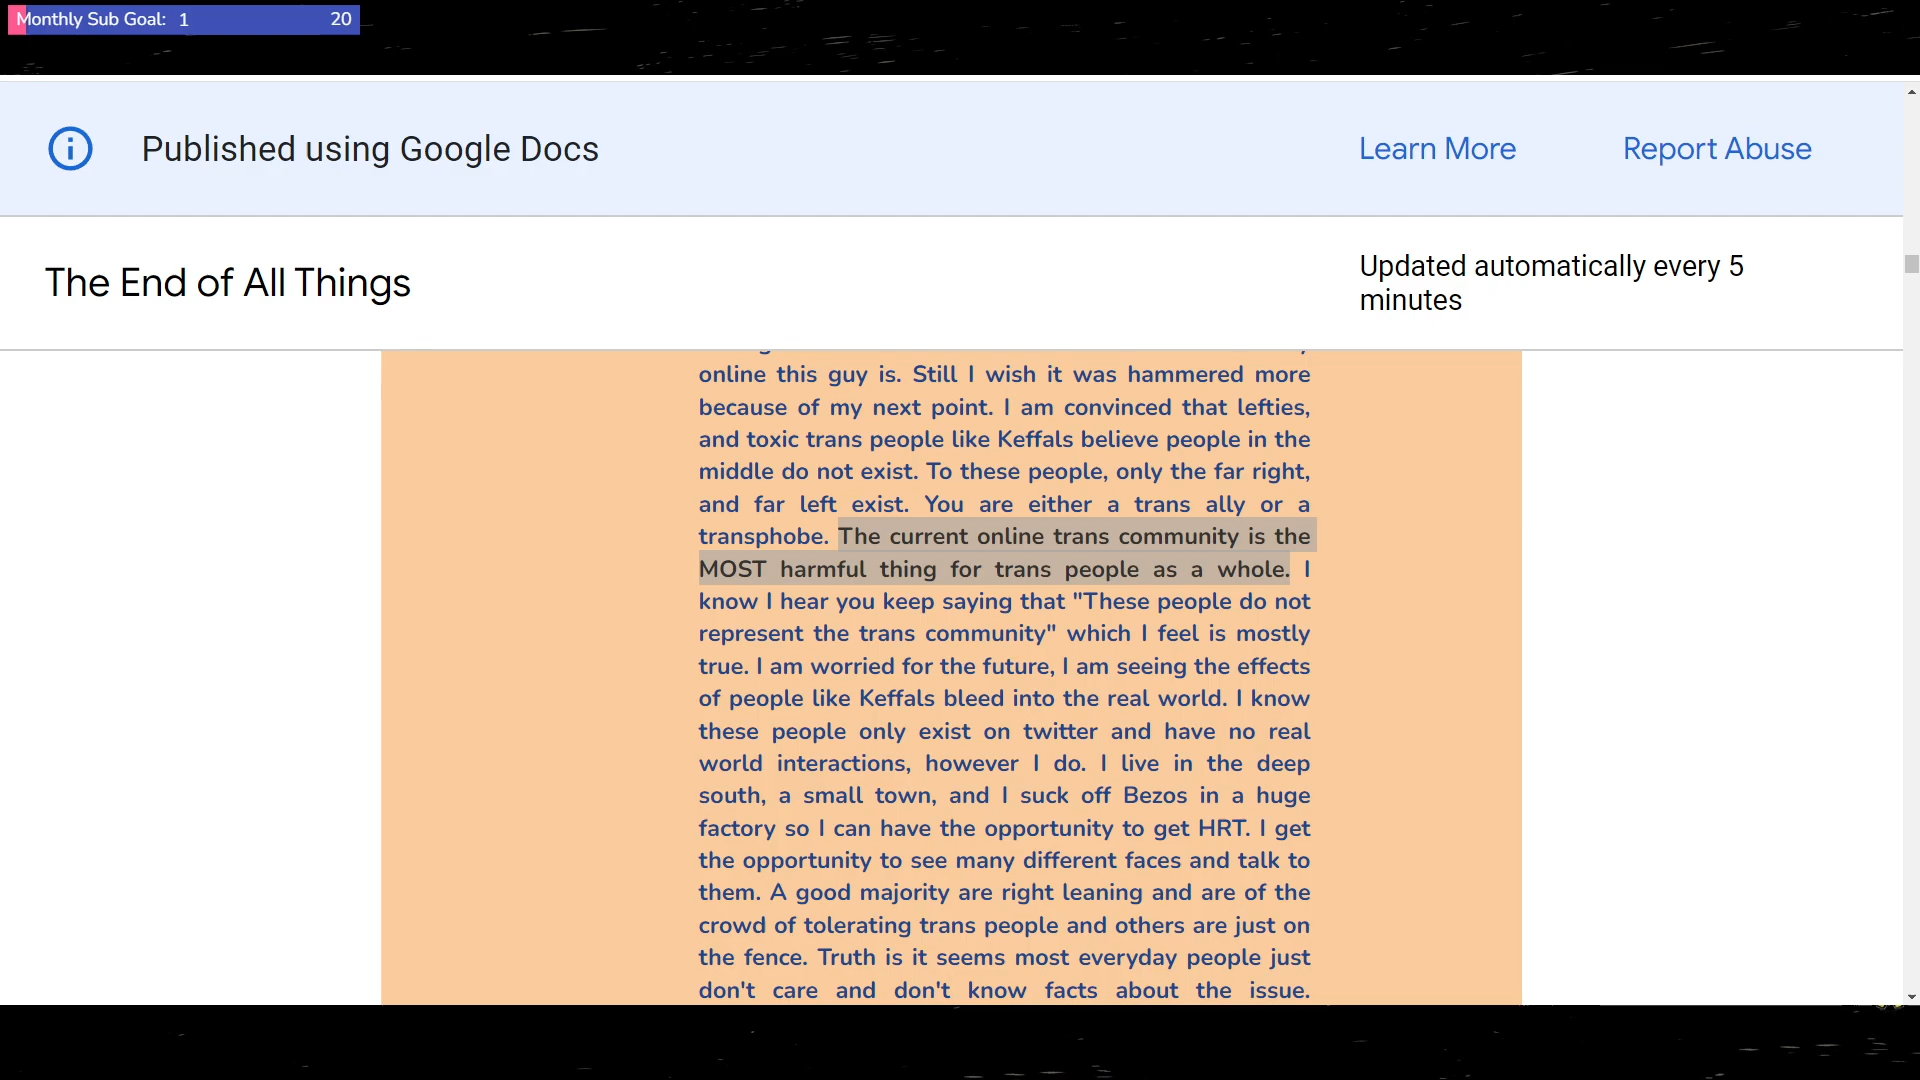 Monthly Sub Goal: 1 20
Published using Google Docs
Learn More
Report Abuse
The End of All Things
Updated automatically every 5
minutes
online this guy is. Still I wish it was hammered more
because of my next point. I am convinced that lefties,
and toxic trans people like Keffals believe people in the
middle do not exist. To these people, only the far right,
and far left exist. You are either a trans ally or a
transphobe. The current online trans community is the
MOST harmful thing for trans people as a whole. I
know I hear you keep saying that "These people do not
represent the trans community" which I feel is mostly
true. I am worried for the future, I am seeing the effects
of people like Keffals bleed into the real world. I know
these people only exist on twitter and have no real
world interactions, however I do. I live in the deep
south, a small town, and I suck off Bezos in a huge
factory so I can have the opportunity to get HRT. I get
the opportunity to see many different faces and talk to
them. A good majority are right leaning and are of the
crowd of tolerating trans people and others are just on
the fence. Truth is it seems most everyday people just
don't care and don't know facts about the issue.